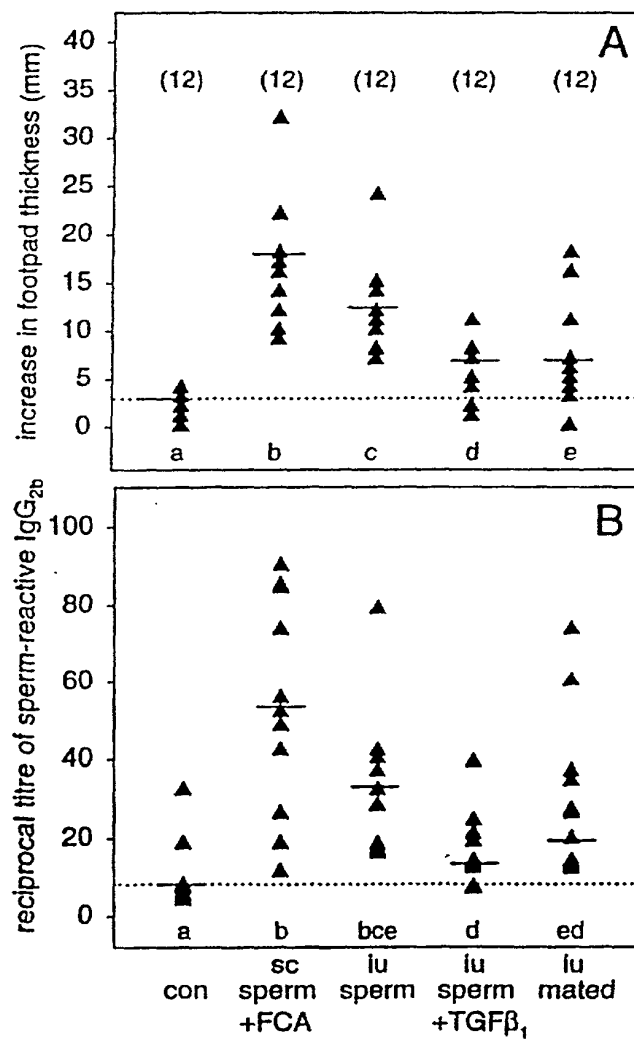 A
increase in footpad thickness (mm)
40
35
30
25
20
15
10
5
0
(12) (12) (12) (12) (12)
a b c d e
B
reciprocal titre of sperm-reactive IgG2b
100
80
60
40
20
0
a b bce d ed
con sc sperm +FCA iu sperm iu sperm +TGFβ1 iu mated